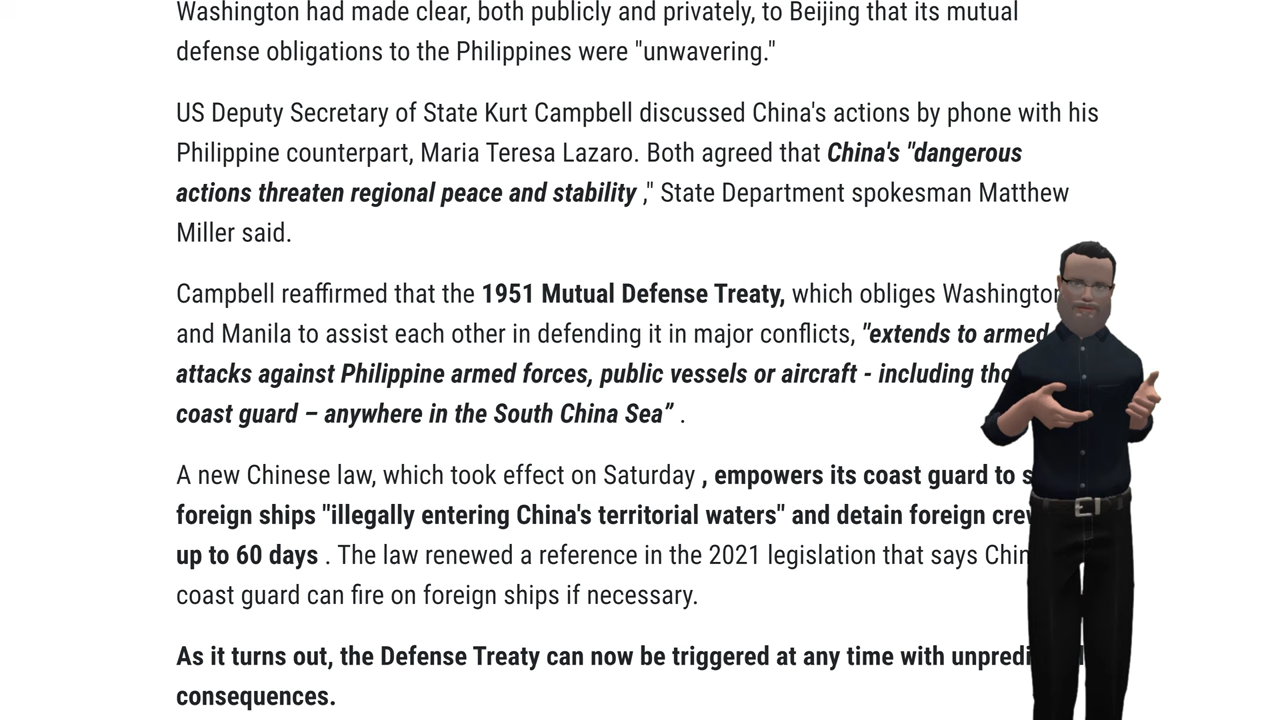 Washington had made clear, both publicly and privately, to Beijing that its mutual
defense obligations to the Philippines were "unwavering."
US Deputy Secretary of State Kurt Campbell discussed China's actions by phone with his
Philippine counterpart, Maria Teresa Lazaro. Both agreed that China's "dangerous
actions threaten regional peace and stability ," State Department spokesman Matthew
Miller said.
Campbell reaffirmed that the 1951 Mutual Defense Treaty, which obliges Washington
and Manila to assist each other in defending it in major conflicts, "extends to armed
attacks against Philippine armed forces, public vessels or aircraft - including
coast guard – anywhere in the South China Sea” .
A new Chinese law, which took effect on Saturday , empowers its coast guard to
foreign ships "illegally entering China's territorial waters" and detain foreign
up to 60 days . The law renewed a reference in the 2021 legislation that says
coast guard can fire on foreign ships if necessary.
As it turns out, the Defense Treaty can now be triggered at any time with
consequences.